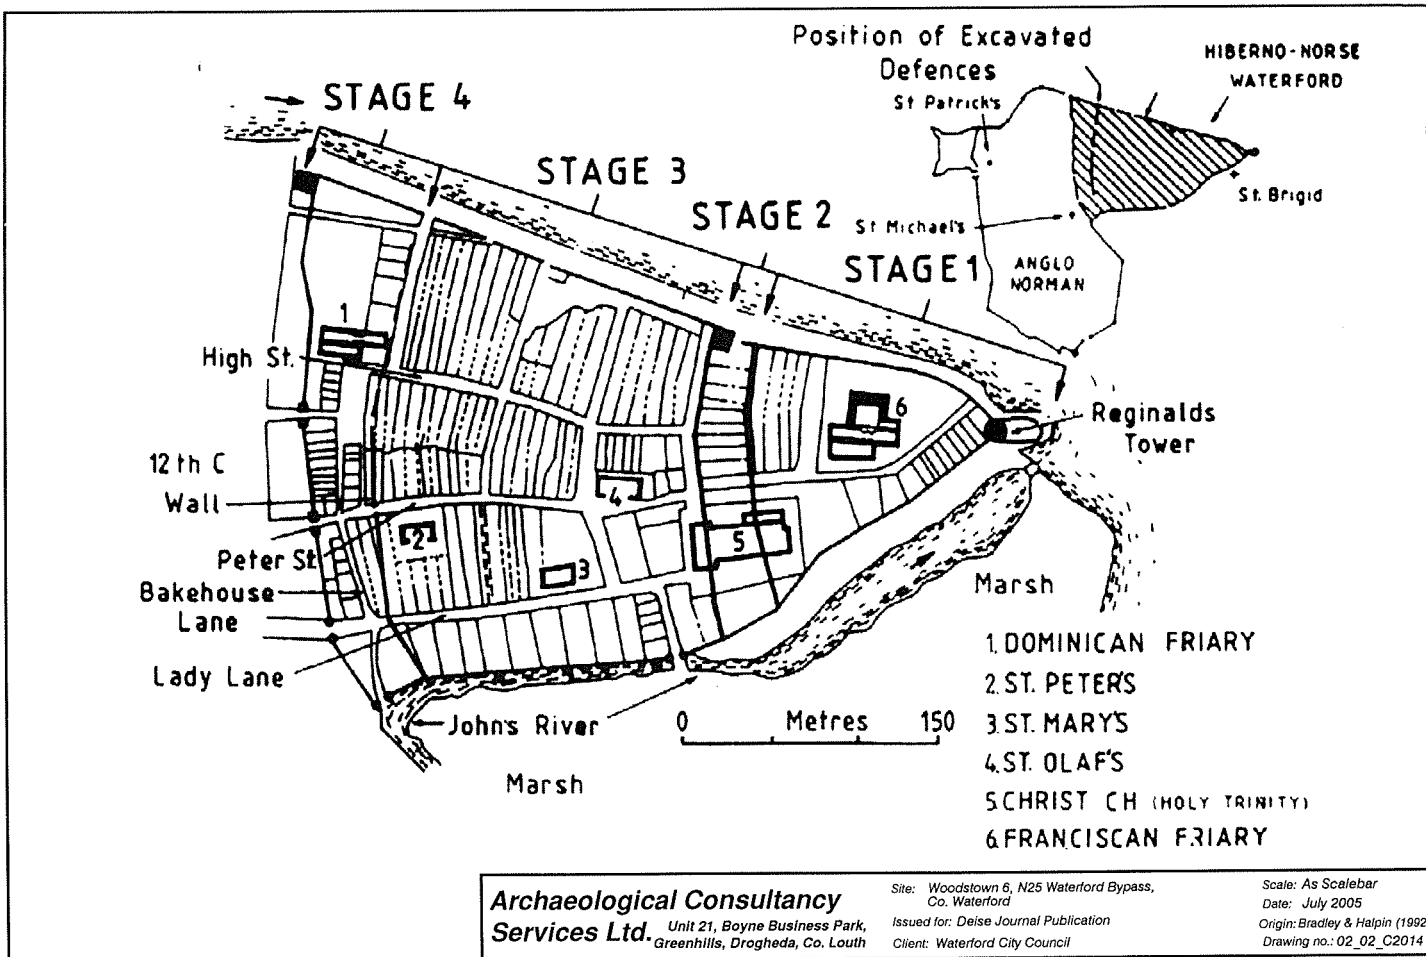 Position of Excavated
Defences
HIBERNO-NORSE
WATERFORD
St Patrick's
St. Brigid
St Michael's
ANGLO
NORMAN
STAGE 4
STAGE 3
STAGE 2
STAGE 1
1
High St.
6
Reginalds
Tower
12th C
Wall
4
Peter St
2
5
3
Bakehouse
Lane
Marsh
Lady Lane
John's River
0 Metres 150
Marsh
1. DOMINICAN FRIARY
2. ST. PETER'S
3. ST. MARY'S
4. ST. OLAF'S
5. CHRIST CH (HOLY TRINITY)
6. FRANCISCAN FRIARY
Archaeological Consultancy
Services Ltd. Unit 21, Boyne Business Park,
Greenhills, Drogheda, Co. Louth
Site: Woodstown 6, N25 Waterford Bypass,
Co. Waterford
Issued for: Deise Journal Publication
Client: Waterford City Council
Scale: As Scalebar
Date: July 2005
Origin: Bradley & Halpin (1992
Drawing no.: 02_02_C2014